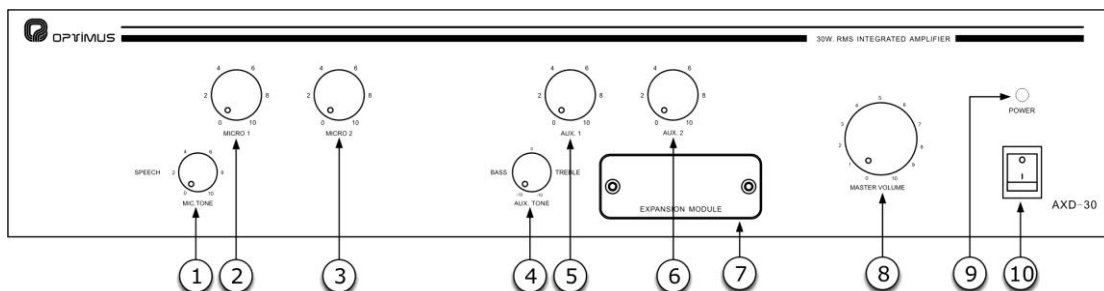 OPTIMUS
30W. RMS INTEGRATED AMPLIFIER
0 2 4 6 8 10
MICRO 1
0 2 4 6 8 10
MICRO 2
0 2 4 6 8 10
AUX. 1
0 2 4 6 8 10
AUX. 2
SPEECH
0 2 4 6 8 10
MIC.TONE
BASS
TREBLE
0
-10
AUX. TONE
EXPANSION MODULE
0 1 2 3 4 5 6 7 8 9 10
MASTER VOLUME
POWER
AXD-30
1 2 3 4 5 6 7 8 9 10